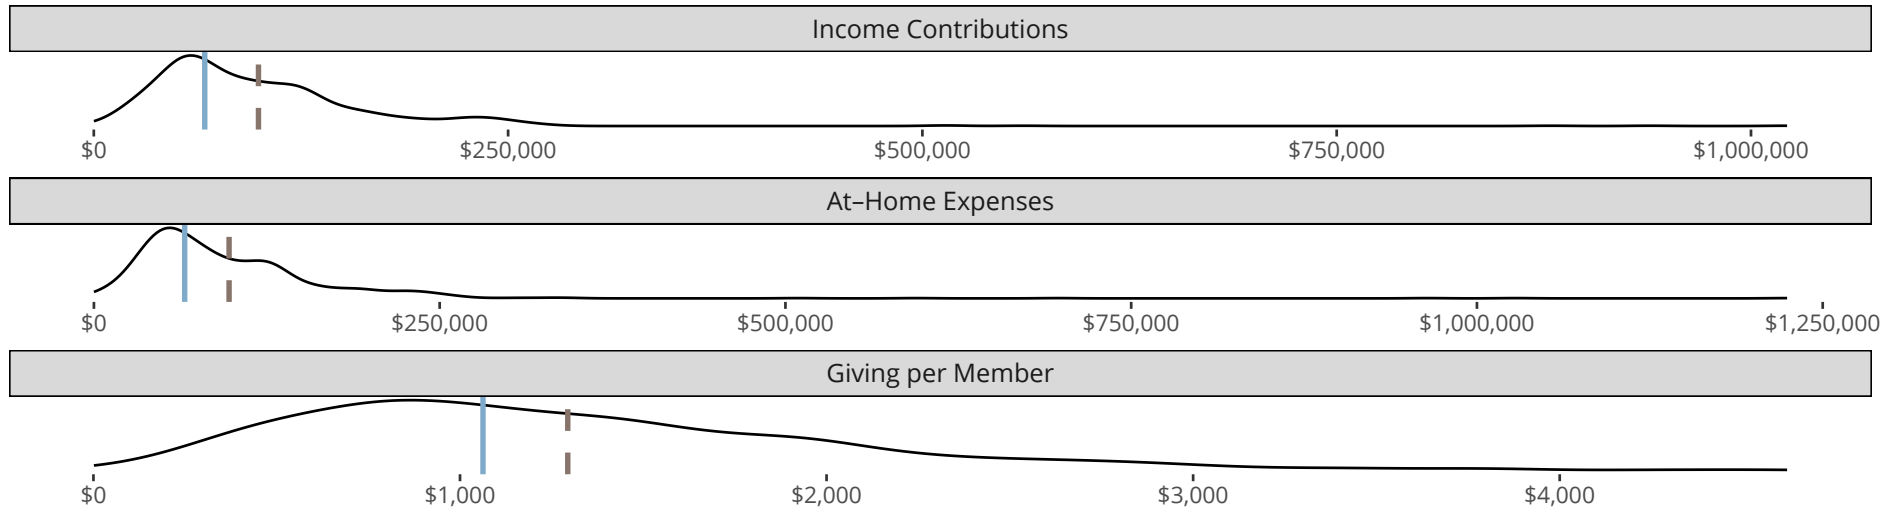 Income Contributions
$0 $250,000 $500,000 $750,000 $1,000,000
At–Home Expenses
$0 $250,000 $500,000 $750,000 $1,000,000 $1,250,000
Giving per Member
$0 $1,000 $2,000 $3,000 $4,000